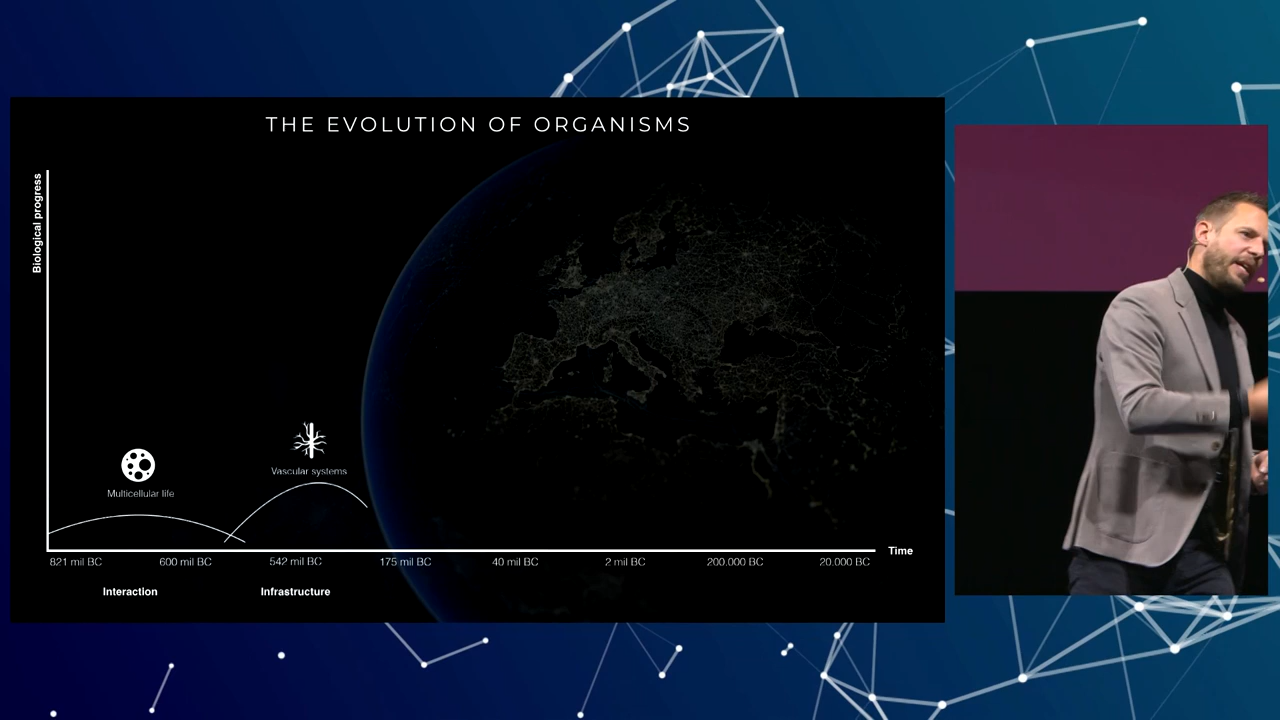 THE EVOLUTION OF ORGANISMS
Biological progress
Multicellular life
Vascular systems
821 mil BC
600 mil BC
542 mil BC
175 mil BC
40 mil BC
2 mil BC
200.000 BC
20.000 BC
Time
Interaction
Infrastructure